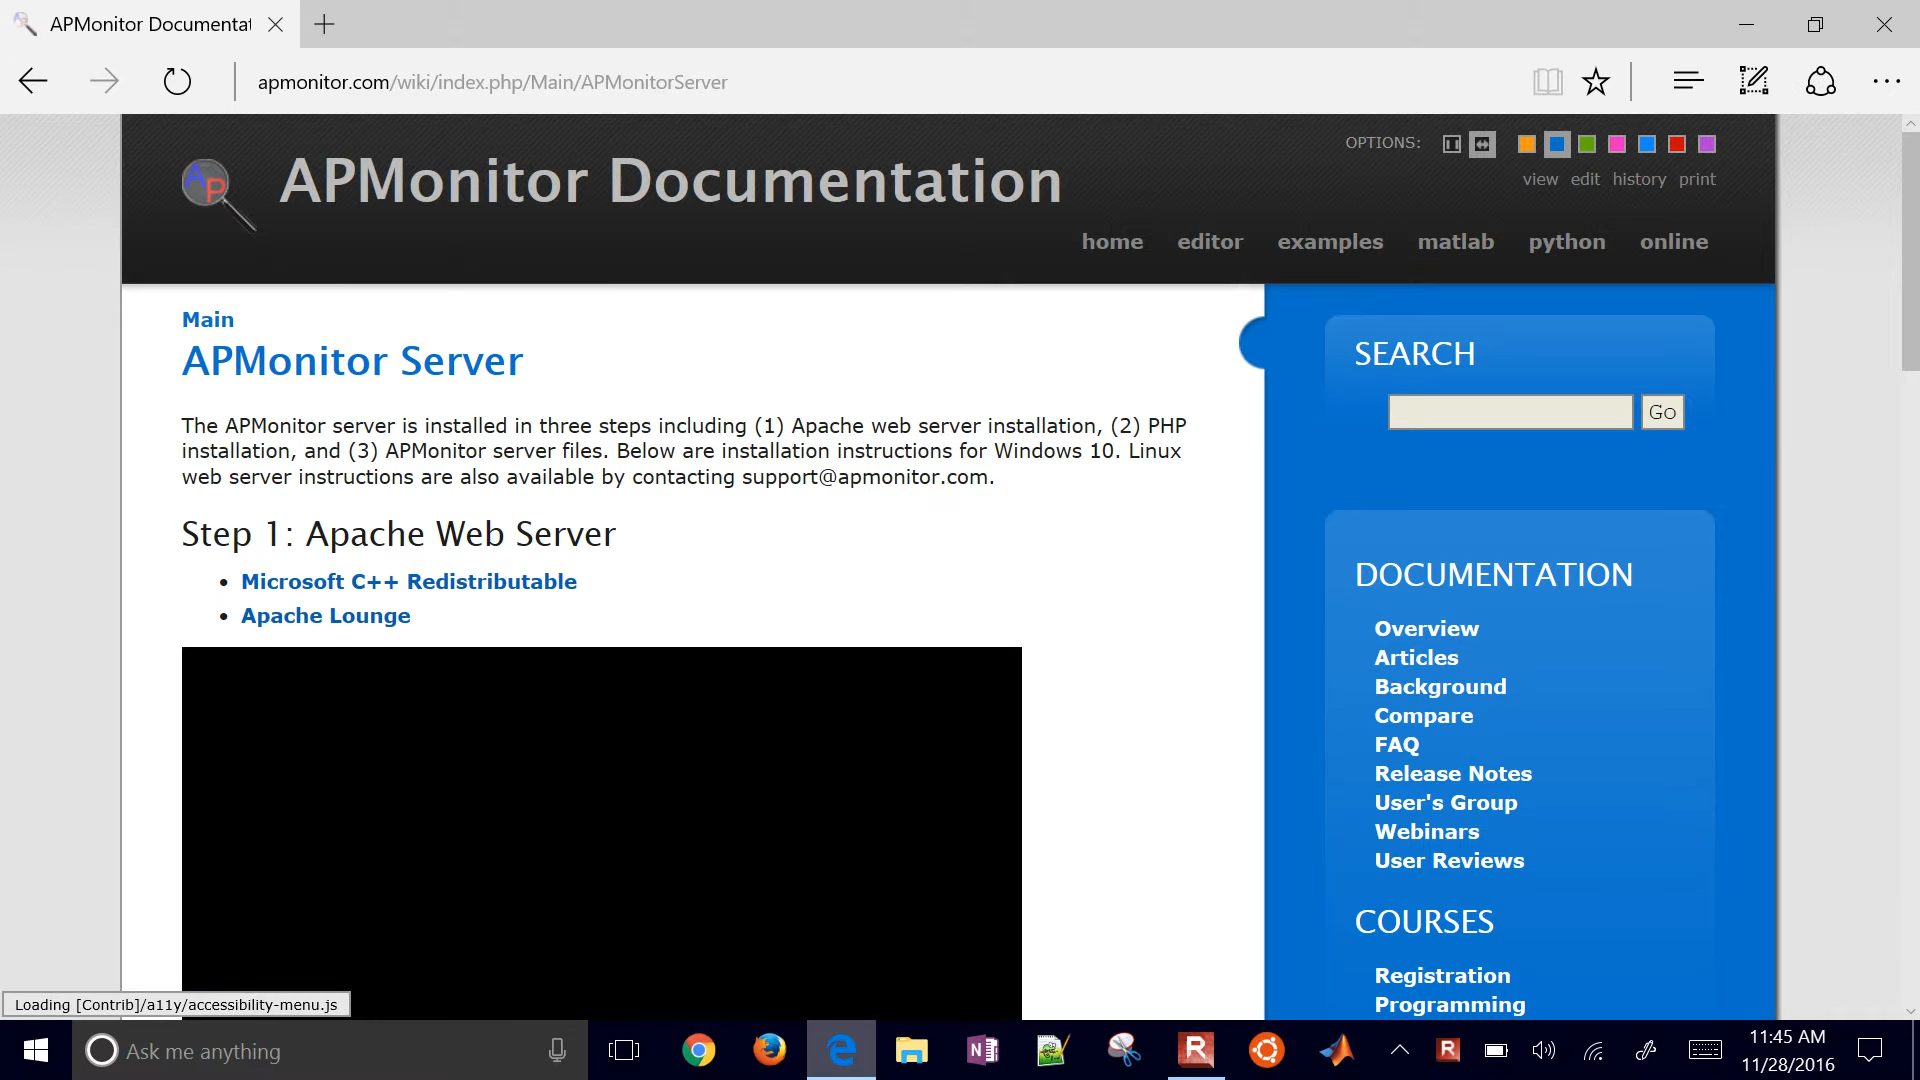 APMonitor Documentat
apmonitor.com/wiki/index.php/Main/APMonitorServer
OPTIONS:
AP
APMonitor Documentation
view edit history print
home editor examples matlab python online
Main
APMonitor Server
The APMonitor server is installed in three steps including (1) Apache web server installation, (2) PHP
installation, and (3) APMonitor server files. Below are installation instructions for Windows 10. Linux
web server instructions are also available by contacting support@apmonitor.com.
Step 1: Apache Web Server
• Microsoft C++ Redistributable
• Apache Lounge
SEARCH
Go
DOCUMENTATION
Overview
Articles
Background
Compare
FAQ
Release Notes
User's Group
Webinars
User Reviews
COURSES
Registration
Programming
Loading [Contrib]/a11y/accessibility-menu.js
Ask me anything
N
R
R
11:45 AM
11/28/2016